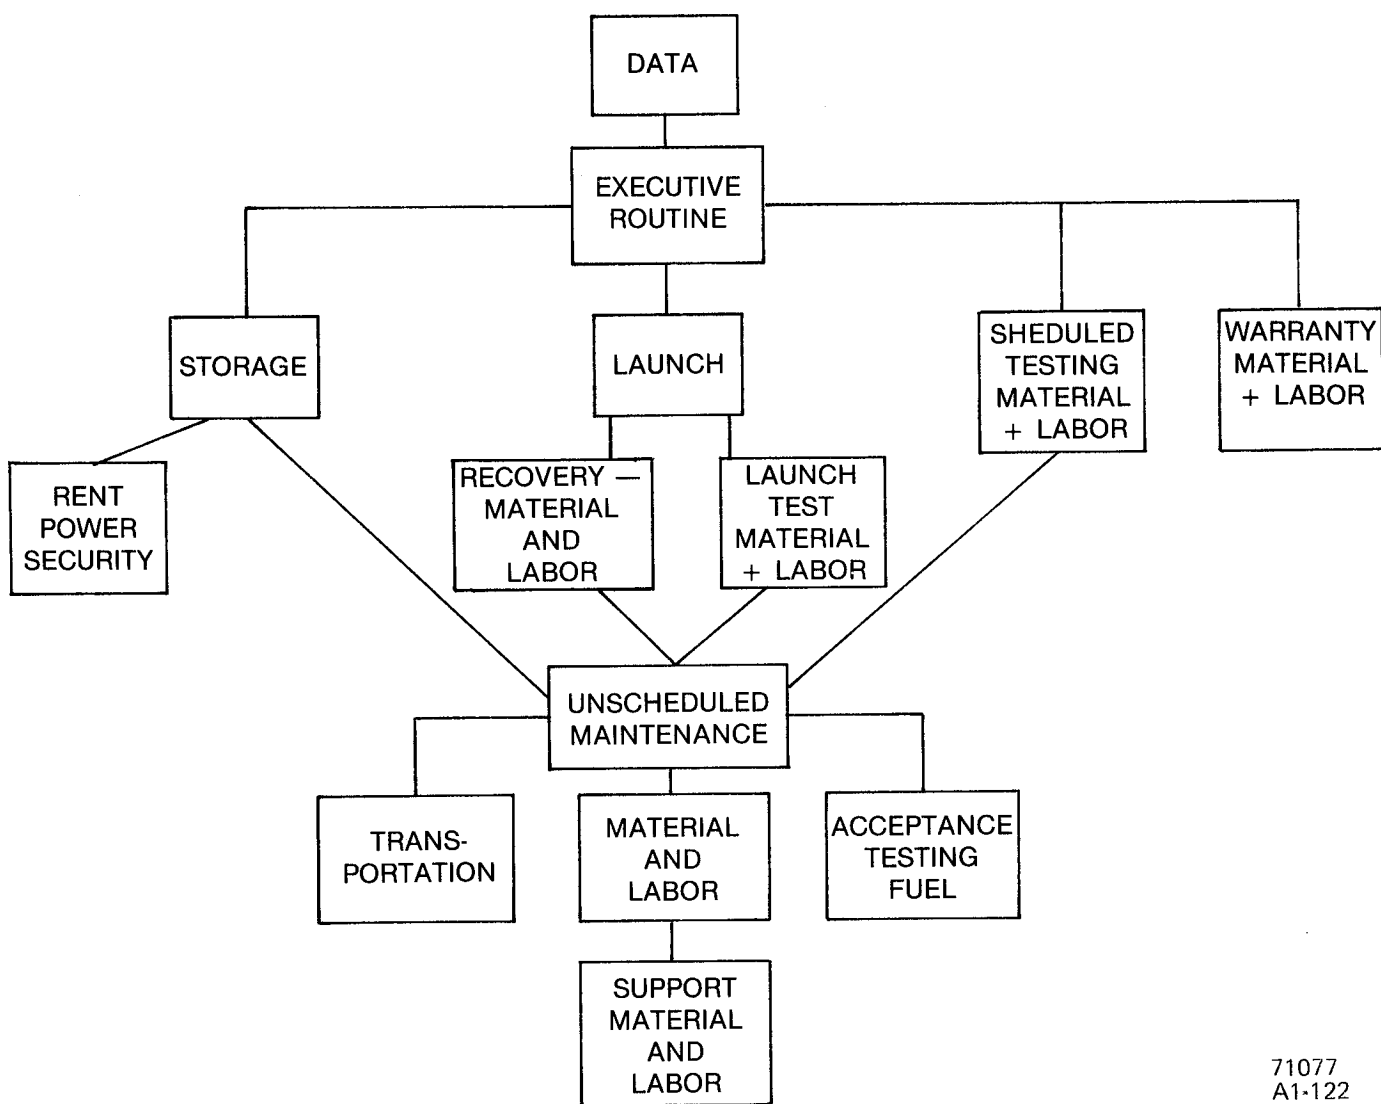 DATA
EXECUTIVE
ROUTINE
STORAGE
LAUNCH
SHEDULED
TESTING
MATERIAL
+ LABOR
WARRANTY
MATERIAL
+ LABOR
RENT
POWER
SECURITY
RECOVERY —
MATERIAL
AND
LABOR
LAUNCH
TEST
MATERIAL
+ LABOR
UNSCHEDULED
MAINTENANCE
TRANS-
PORTATION
MATERIAL
AND
LABOR
ACCEPTANCE
TESTING
FUEL
SUPPORT
MATERIAL
AND
LABOR
71077
A1-122